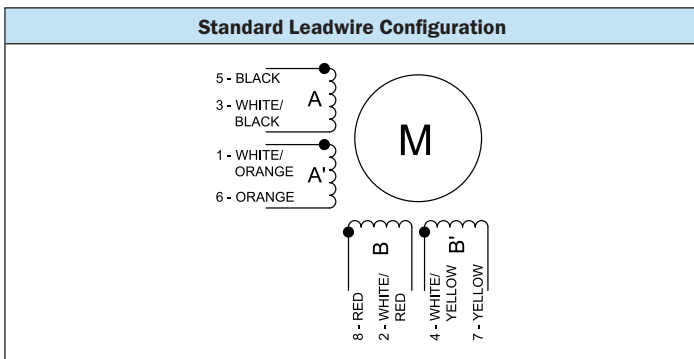 Standard Leadwire Configuration
5 - BLACK
3 - WHITE/
BLACK
A
1 - WHITE/
ORANGE
A'
6 - ORANGE
M
B
B'
8 - RED
2 - WHITE/
RED
4 - WHITE/
YELLOW
7 - YELLOW